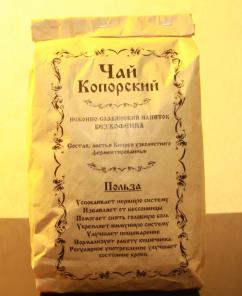 Чай
Копорский
исконно-славянский напиток
без кофеина
Состав: листья Кипрея узколистного
ферментированные
Польза
Успокаивает нервную систему
Избавляет от бессонницы
Помогает снять головную боль
Укрепляет иммунную систему
Улучшает пищеварение
Нормализует работу кишечника
Регулярное употребление улучшает
состояние крови.